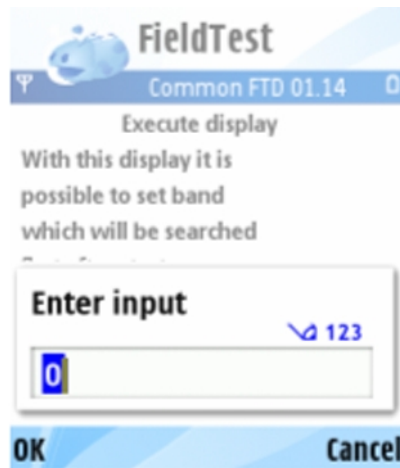 FieldTest
Common FTD 01.14
Execute display
With this display it is
possible to set band
which will be searched
Enter input
123
0
OK
Cancel